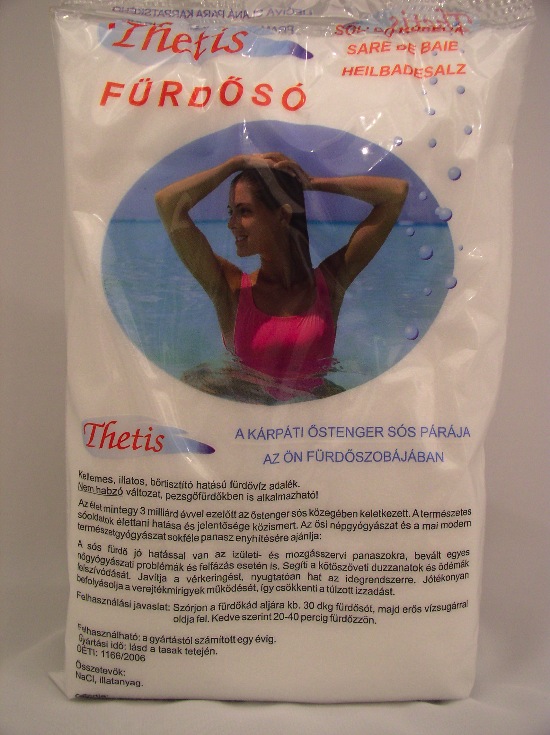 Thetis
SARE DE BAIE
HEILBADESALZ
FÜRDŐSÓ
Thetis
A KÁRPÁTI ŐSTENGER SÓS PÁRÁJA
AZ ÖN FÜRDŐSZOBÁJÁBAN
Kellemes, illatos, bőrtisztító hatású fürdővíz adalék.
Nem habzó változat, pezsgőfürdőkben is alkalmazható!
Az élet mintegy 3 milliárd évvel ezelőtt az őstenger sós közegében keletkezett. A természetes
sóoldatok élettani hatása és jelentősége közismert. Az ősi népgyógyászat és a mai modern
természetgyógyászat sokféle panasz enyhítésére ajánlja:
A sós fürdő jó hatással van az izületi- és mozgásszervi panaszokra, bevált egyes
nőgyógyászati problémák és felfázás esetén is. Segíti a kötőszöveti duzzanatok és ödémák
felszívódását. Javítja a vérkeringést, nyugtatóan hat az idegrendszerre. Jótékonyan
befolyásolja a verejtékmirigyek működését, így csökkenti a túlzott izzadást.
Felhasználási javaslat: Szórjon a fürdőkád aljára kb. 30 dkg fürdősót, majd erős vízsugárral
oldja fel. Kedve szerint 20-40 percig fürdőzzön.
Felhasználható: a gyártástól számított egy évig.
Gyártási idő: lásd a tasak tetején.
OÉTI: 1166/2006
Összetevők:
NaCl, illatanyag.